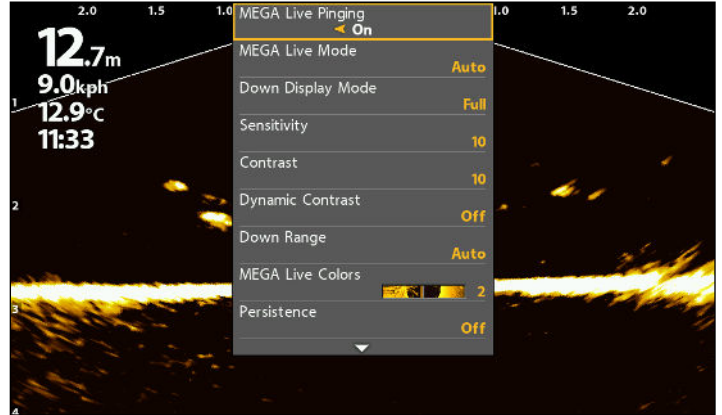 2.0 1.5 1.0 1.0 1.5 2.0
12.7m
9.0kph
12.9°C
11:33
1
2
3
4
MEGA Live Pinging
On
MEGA Live Mode
Auto
Down Display Mode
Full
Sensitivity
10
Contrast
10
Dynamic Contrast
Off
Down Range
Auto
MEGA Live Colors
2
Persistence
Off